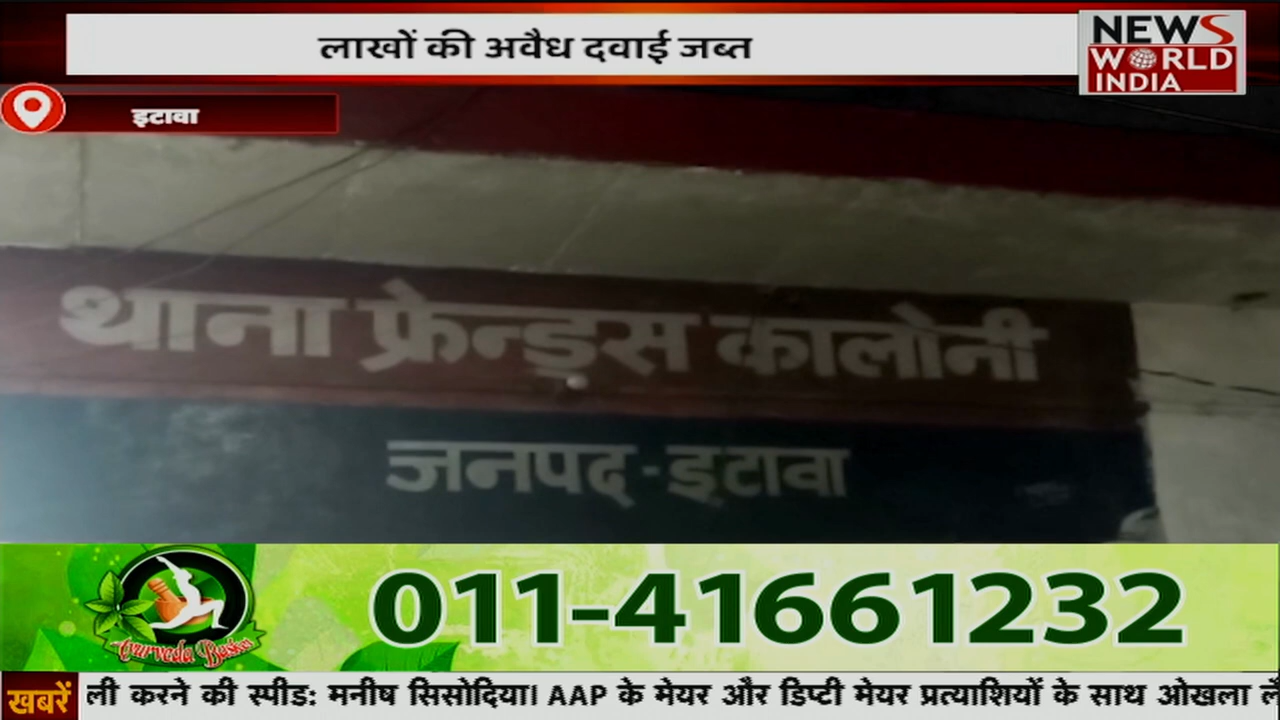 लाखों की अवैध दवाई जब्त
NEWS
WORLD
INDIA
इटावा
थाना फ्रेन्ड्स कालोनी
जनपद-इटावा
011-41661232
Ayurveda Basket
खबरें
ली करने की स्पीड: मनीष सिसोदिया। AAP के मेयर और डिप्टी मेयर प्रत्याशियों के साथ ओखला